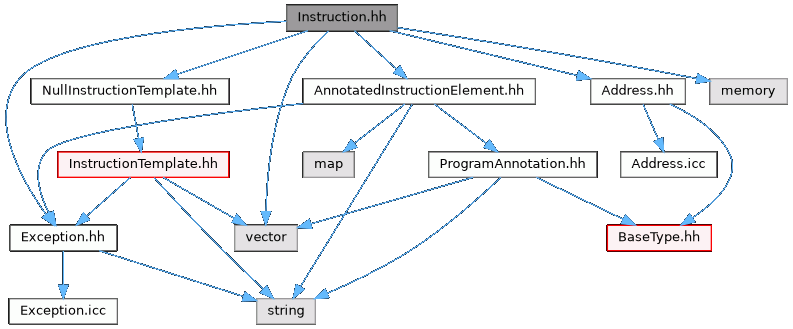 Instruction.hh
NullInstructionTemplate.hh
AnnotatedInstructionElement.hh
Address.hh
memory
InstructionTemplate.hh
map
ProgramAnnotation.hh
Address.icc
Exception.hh
vector
BaseType.hh
Exception.icc
string